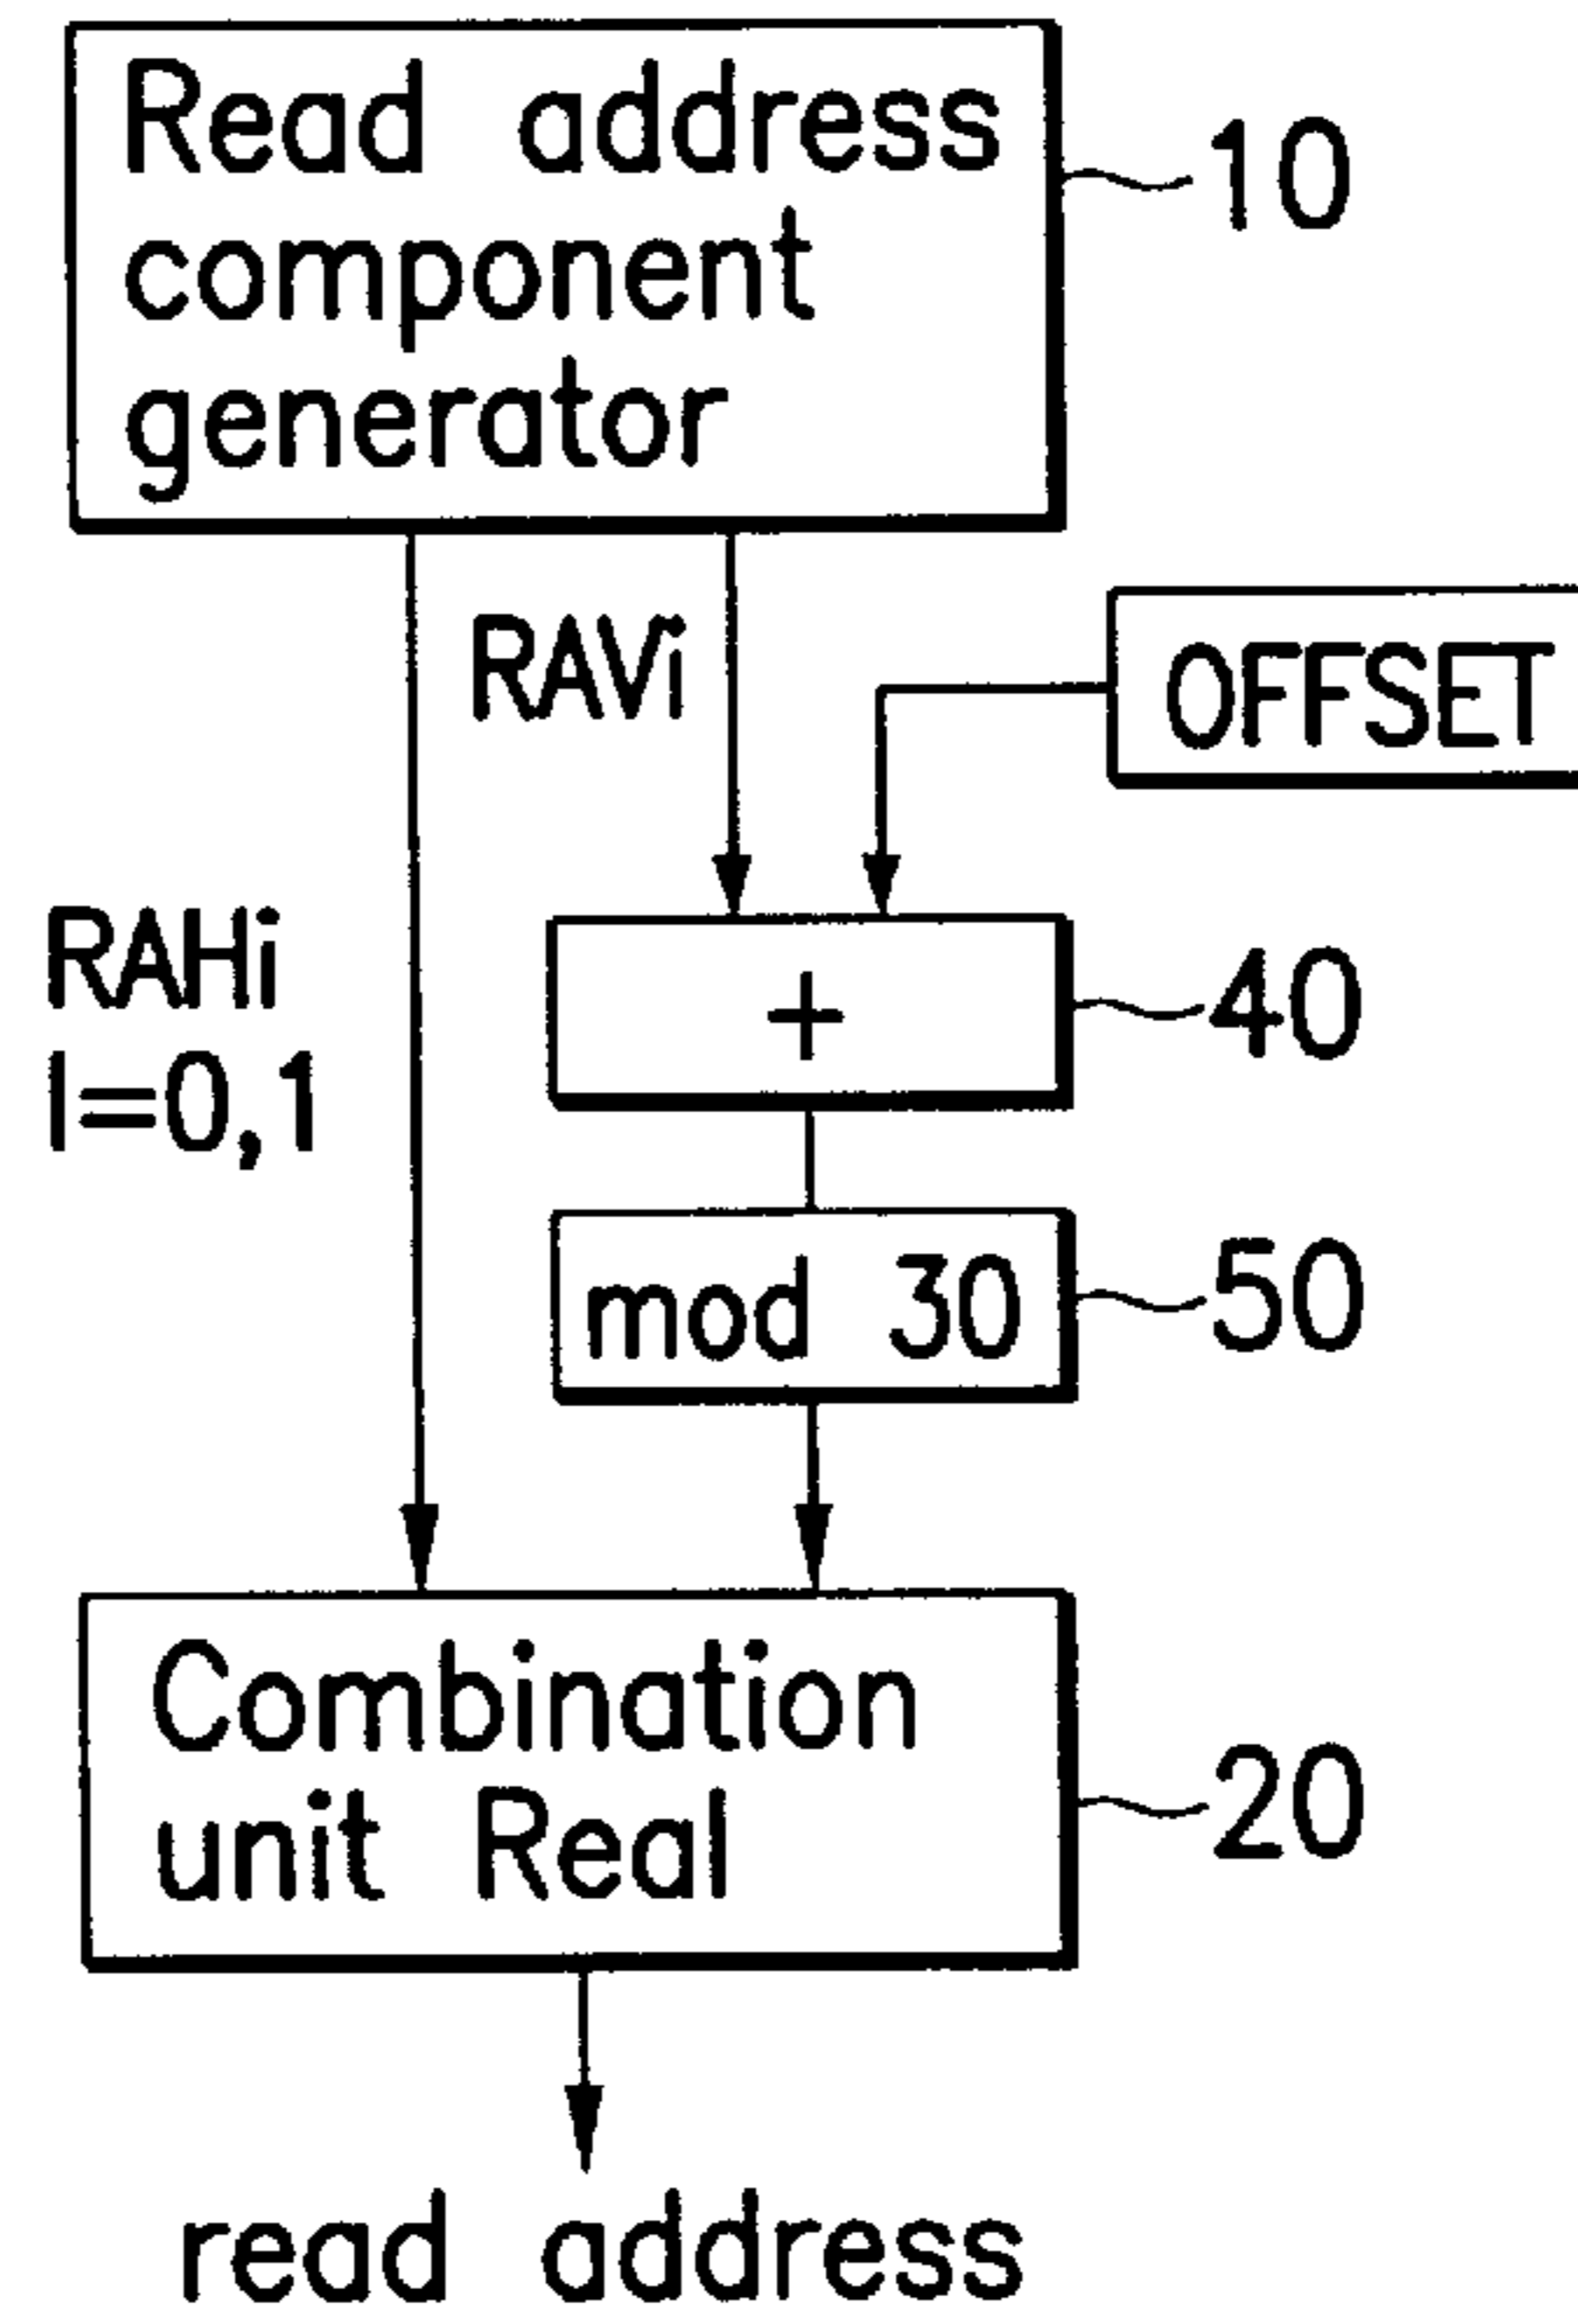 Read address
component
generator
10
RAVi
OFFSET
RAHi
I=0,1
+
40
mod 30
50
Combination
unit Real
20
read address